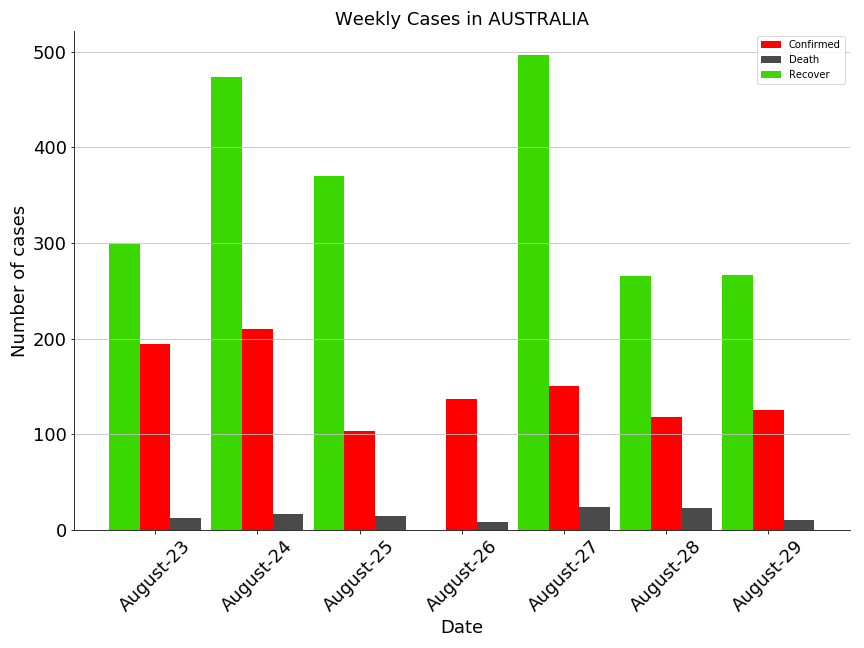 Weekly Cases in AUSTRALIA
Confirmed
Death
Recover
Number of cases
500
400
300
200
100
0
August-23
August-24
August-25
August-26
August-27
August-28
August-29
Date